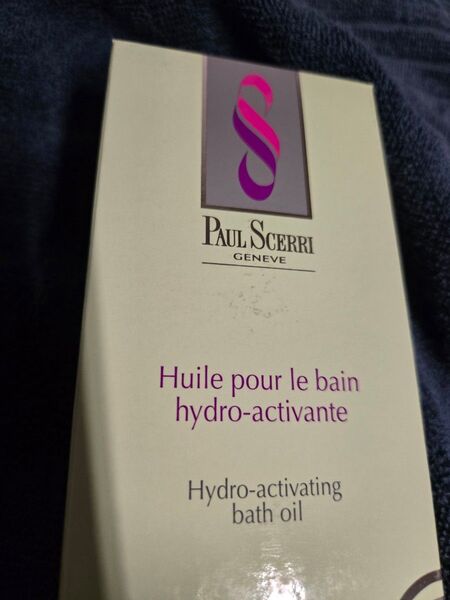 PAUL SCERRI
GENEVE
Huile pour le bain
hydro-activante
Hydro-activating
bath oil